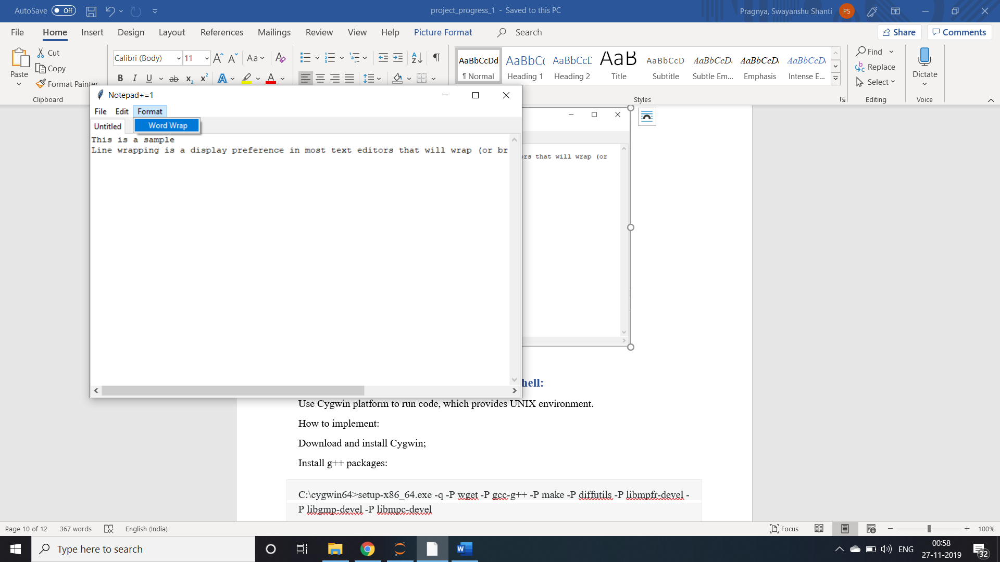 AutoSave Off
project_progress_1 - Saved to this PC
Pragnya, Swayanshu Shanti PS
File Home Insert Design Layout References Mailings Review View Help Picture Format Search
Share Comments
Paste
Cut
Copy
Format Painter
Clipboard
Calibri (Body) 11
AaBbCcDd
¶ Normal
AaBbC
Heading 1
AaBbCcD
Heading 2
AaB
Title
AaBbCcD
Subtitle
AaBbCcD
Subtle Em...
AaBbCcD
Emphasis
AaBbCcD
Intense E...
Styles
Find
Replace
Select
Editing
Dictate
Voice
Notepad+=1
File Edit Format
Word Wrap
Untitled
This is a sample
Line wrapping is a display preference in most text editors that will wrap (or br
ors that will wrap (or
hell:
Use Cygwin platform to run code, which provides UNIX environment.
How to implement:
Download and install Cygwin;
Install g++ packages:
C:\cygwin64>setup-x86_64.exe -q -P wget -P gcc-g++ -P make -P diffutils -P libmpfr-devel -
P libgmp-devel -P libmpc-devel
Page 10 of 12 367 words English (India)
Focus
100%
Type here to search
ENG
00:58
27-11-2019
32